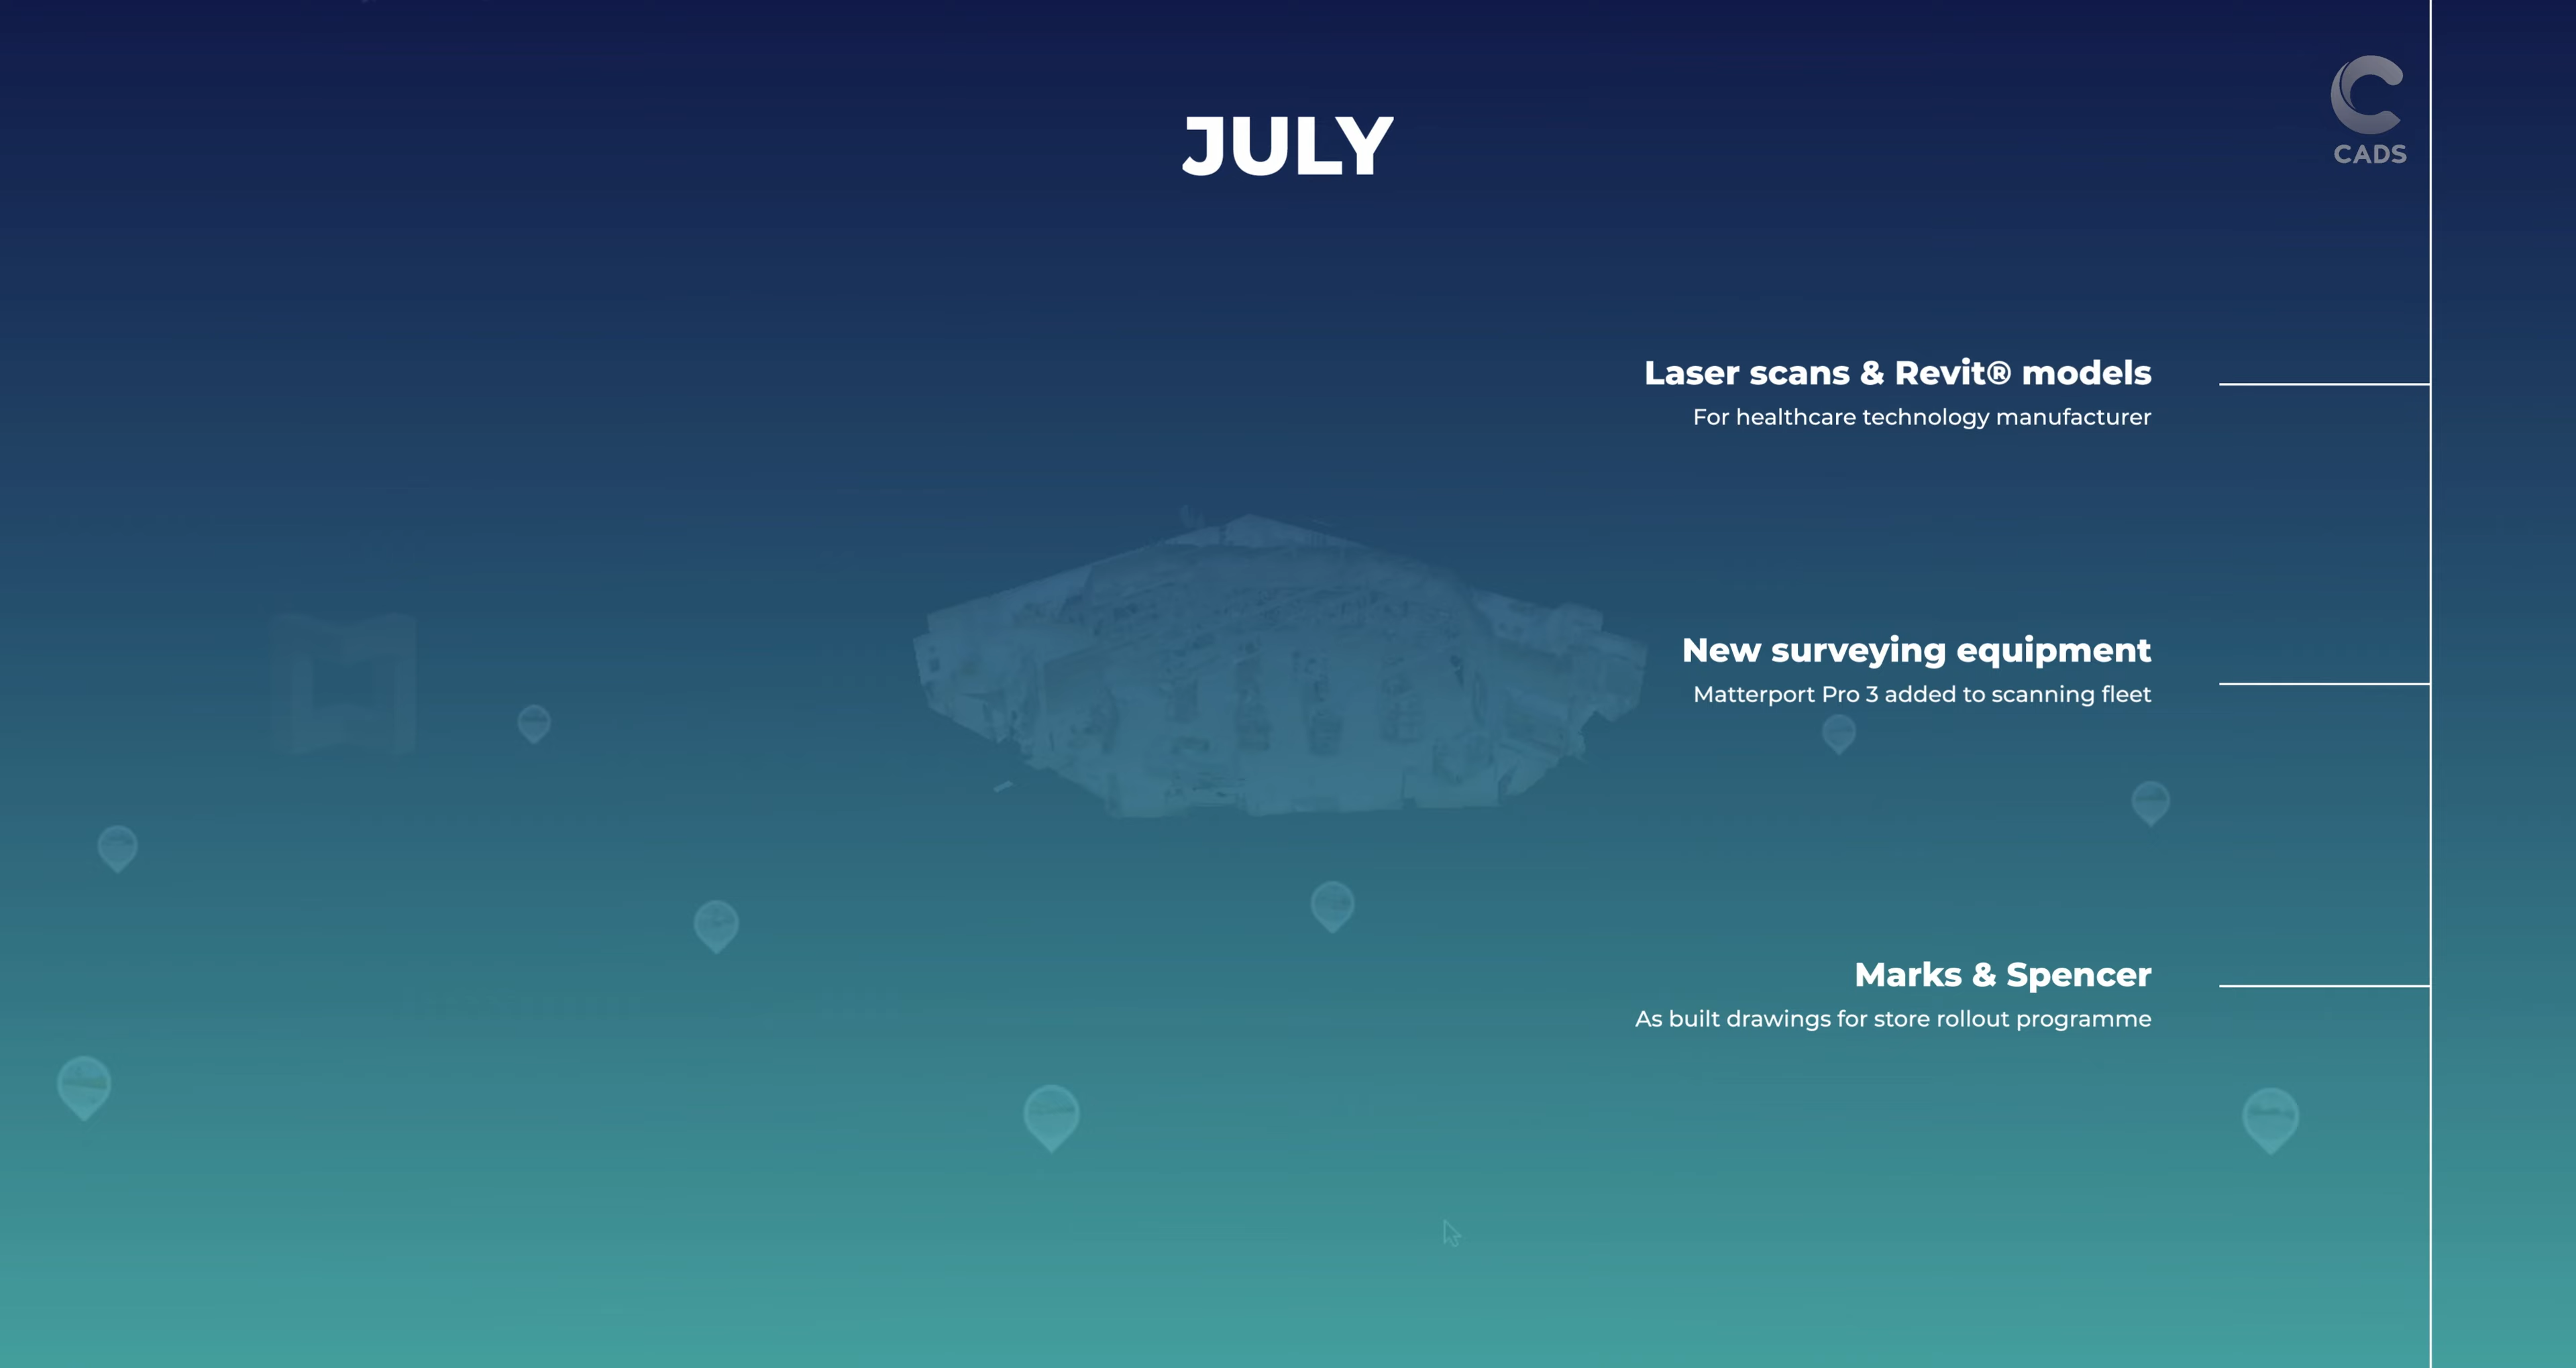 JULY
CADS
Laser scans & Revit® models
For healthcare technology manufacturer
New surveying equipment
Matterport Pro 3 added to scanning fleet
Marks & Spencer
As built drawings for store rollout programme